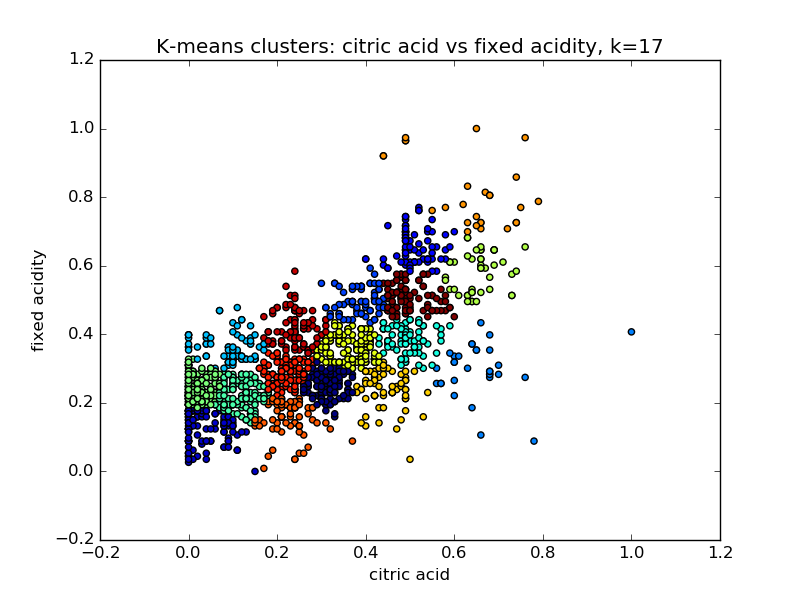 K-means clusters: citric acid vs fixed acidity, k=17
1.2
1.0
0.8
0.6
0.4
0.2
0.0
−0.2
fixed acidity
−0.2 0.0 0.2 0.4 0.6 0.8 1.0 1.2
citric acid